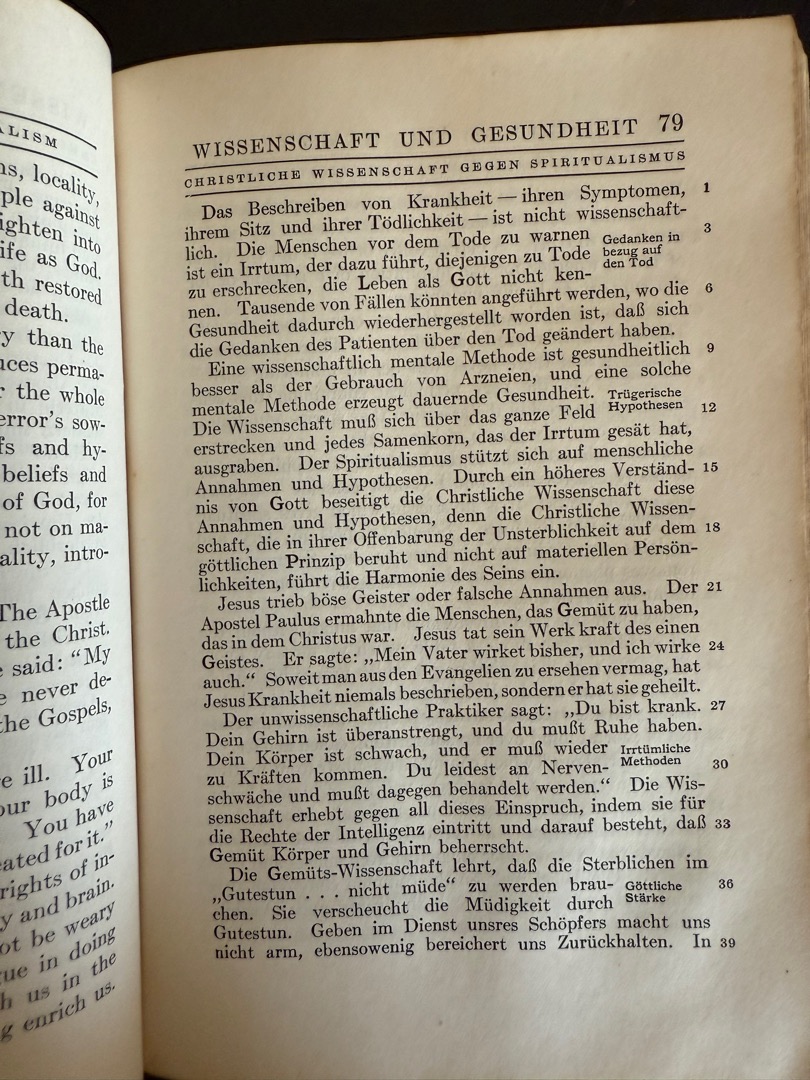 ALISM
ns, locality,
ple against
ighten into
ife as God.
th restored
death.
y than the
uces perma-
r the whole
error's sow-
fs and hy-
beliefs and
of God, for
not on ma-
ality, intro-
The Apostle
the Christ.
e said: “My
e never de-
the Gospels,
e ill. Your
our body is
You have
eated for it.”
rights of in-
y and brain.
ot be weary
gue in doing
h us in the
g enrich us.
WISSENSCHAFT UND GESUNDHEIT 79
CHRISTLICHE WISSENSCHAFT GEGEN SPIRITUALISMUS
Das Beschreiben von Krankheit — ihren Symptomen, 1
ihrem Sitz und ihrer Tödlichkeit — ist nicht wissenschaft-
lich. Die Menschen vor dem Tode zu warnen 3
ist ein Irrtum, der dazu führt, diejenigen zu Tode
zu erschrecken, die Leben als Gott nicht ken-
Gedanken in
bezug auf
den Tod
nen. Tausende von Fällen könnten angeführt werden, wo die 6
Gesundheit dadurch wiederhergestellt worden ist, daß sich
die Gedanken des Patienten über den Tod geändert haben.
Eine wissenschaftlich mentale Methode ist gesundheitlich 9
besser als der Gebrauch von Arzneien, und eine solche
mentale Methode erzeugt dauernde Gesundheit.
Die Wissenschaft muß sich über das ganze Feld 12
Trügerische
Hypothesen
erstrecken und jedes Samenkorn, das der Irrtum gesät hat,
ausgraben. Der Spiritualismus stützt sich auf menschliche
Annahmen und Hypothesen. Durch ein höheres Verständ- 15
nis von Gott beseitigt die Christliche Wissenschaft diese
Annahmen und Hypothesen, denn die Christliche Wissen-
schaft, die in ihrer Offenbarung der Unsterblichkeit auf dem 18
göttlichen Prinzip beruht und nicht auf materiellen Persön-
lichkeiten, führt die Harmonie des Seins ein.
Jesus trieb böse Geister oder falsche Annahmen aus. Der 21
Apostel Paulus ermahnte die Menschen, das Gemüt zu haben,
das in dem Christus war. Jesus tat sein Werk kraft des einen
Geistes. Er sagte: „Mein Vater wirket bisher, und ich wirke 24
auch.“ Soweit man aus den Evangelien zu ersehen vermag, hat
Jesus Krankheit niemals beschrieben, sondern er hat sie geheilt.
Der unwissenschaftliche Praktiker sagt: „Du bist krank. 27
Dein Gehirn ist überanstrengt, und du mußt Ruhe haben.
Dein Körper ist schwach, und er muß wieder
zu Kräften kommen. Du leidest an Nerven- 30
Irrtümliche
Methoden
schwäche und mußt dagegen behandelt werden.“ Die Wis-
senschaft erhebt gegen all dieses Einspruch, indem sie für
die Rechte der Intelligenz eintritt und darauf besteht, daß 33
Gemüt Körper und Gehirn beherrscht.
Die Gemüts-Wissenschaft lehrt, daß die Sterblichen im
„Gutestun . . . nicht müde“ zu werden brau- 36
chen. Sie verscheucht die Müdigkeit durch
Göttliche
Stärke
Gutestun. Geben im Dienst unsres Schöpfers macht uns
nicht arm, ebensowenig bereichert uns Zurückhalten. In 39